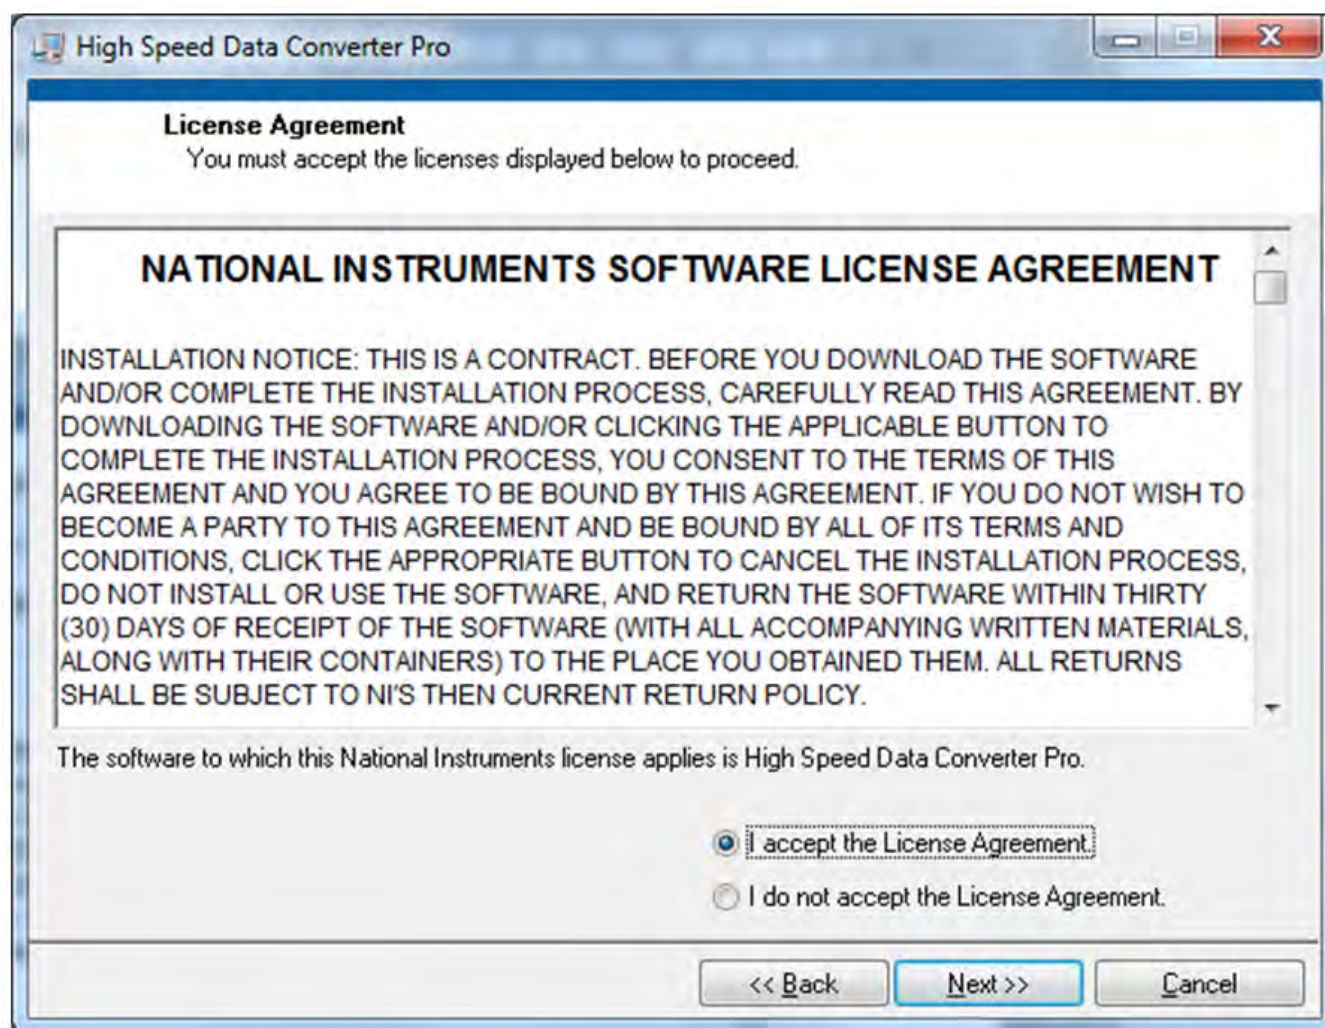 High Speed Data Converter Pro
License Agreement
You must accept the licenses displayed below to proceed.
NATIONAL INSTRUMENTS SOFTWARE LICENSE AGREEMENT
INSTALLATION NOTICE: THIS IS A CONTRACT. BEFORE YOU DOWNLOAD THE SOFTWARE
AND/OR COMPLETE THE INSTALLATION PROCESS, CAREFULLY READ THIS AGREEMENT. BY
DOWNLOADING THE SOFTWARE AND/OR CLICKING THE APPLICABLE BUTTON TO
COMPLETE THE INSTALLATION PROCESS, YOU CONSENT TO THE TERMS OF THIS
AGREEMENT AND YOU AGREE TO BE BOUND BY THIS AGREEMENT. IF YOU DO NOT WISH TO
BECOME A PARTY TO THIS AGREEMENT AND BE BOUND BY ALL OF ITS TERMS AND
CONDITIONS, CLICK THE APPROPRIATE BUTTON TO CANCEL THE INSTALLATION PROCESS,
DO NOT INSTALL OR USE THE SOFTWARE, AND RETURN THE SOFTWARE WITHIN THIRTY
(30) DAYS OF RECEIPT OF THE SOFTWARE (WITH ALL ACCOMPANYING WRITTEN MATERIALS,
ALONG WITH THEIR CONTAINERS) TO THE PLACE YOU OBTAINED THEM. ALL RETURNS
SHALL BE SUBJECT TO NI'S THEN CURRENT RETURN POLICY.
The software to which this National Instruments license applies is High Speed Data Converter Pro.
I accept the License Agreement.
I do not accept the License Agreement.
<< Back Next >> Cancel